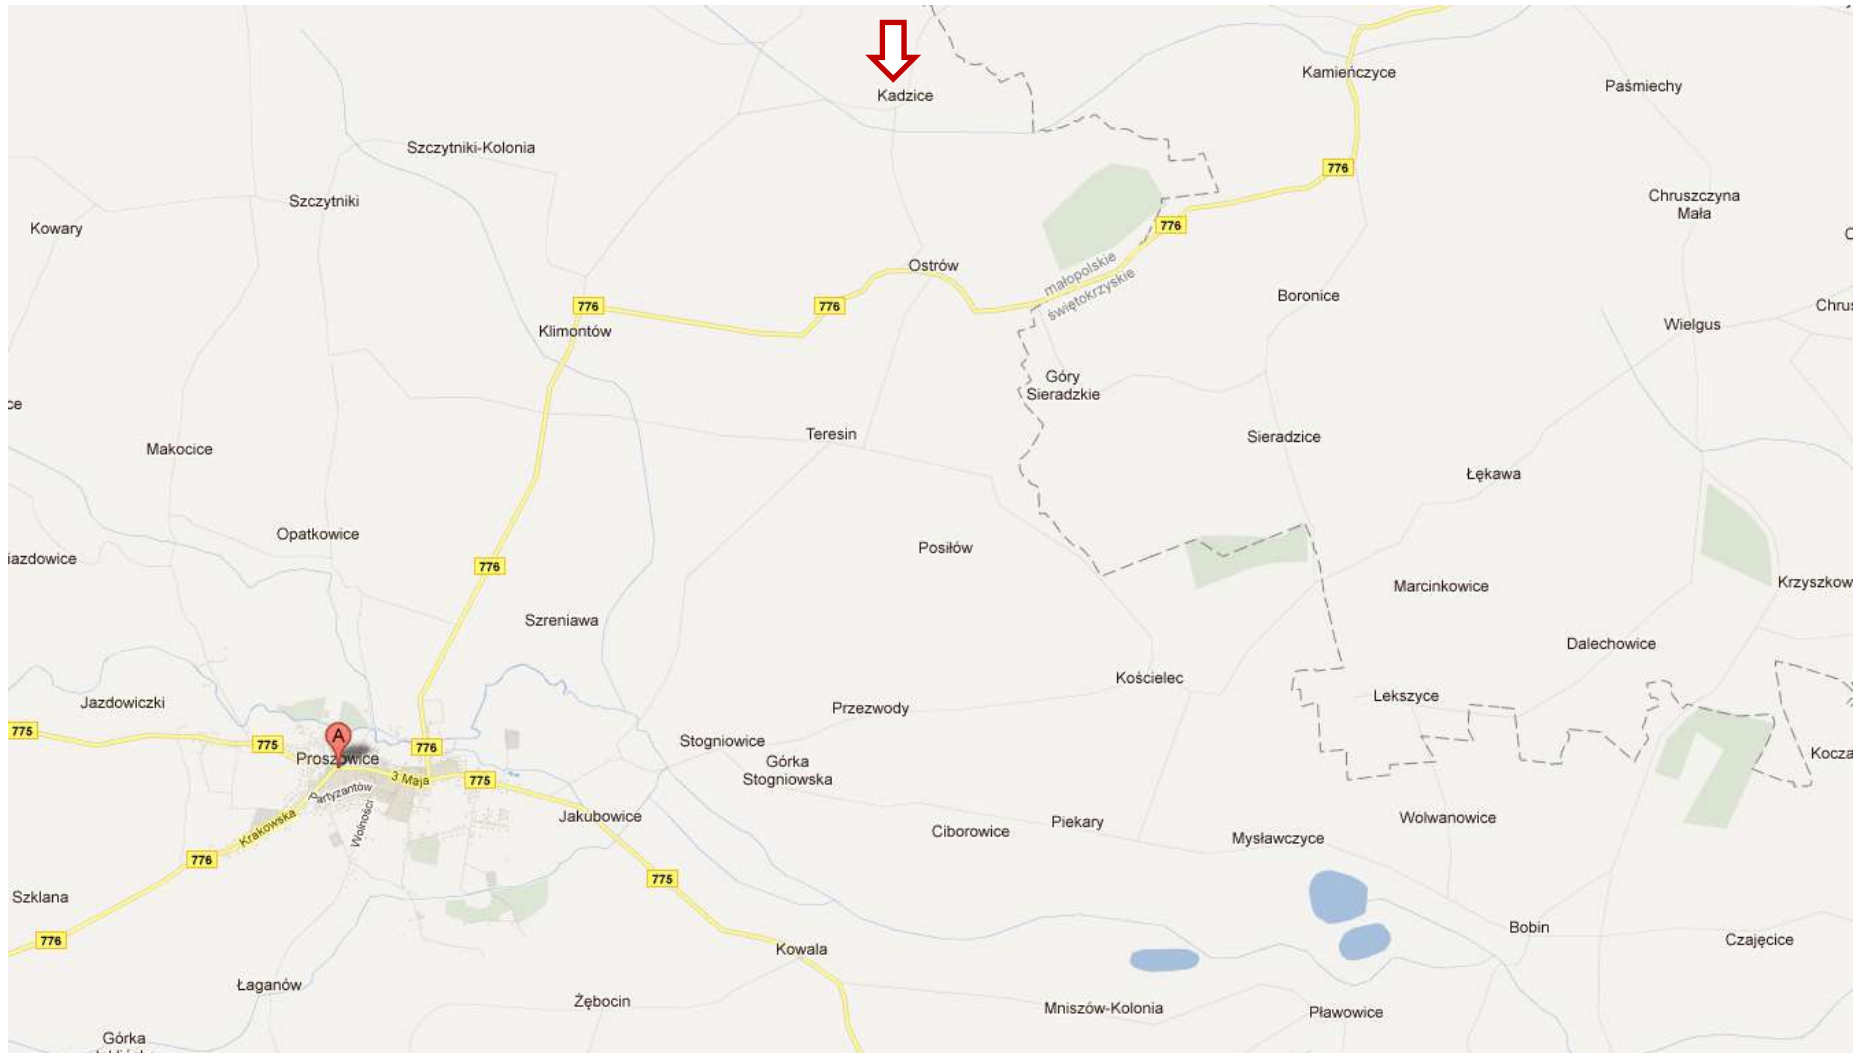 Kadzice
Kamieńczyce
Paśmiechy
Szczytniki-Kolonia
776
Szczytniki
Chruszczyna
Mała
Kowary
776
Ostrów
małopolskie
świętokrzyskie
Boronice
776
776
Klimontów
Wielgus
Góry
Sieradzkie
Teresin
Sieradzice
Makocice
Łękawa
Opatkowice
Posiłów
776
Marcinkowice
Szreniawa
Dalechowice
Kościelec
Lekszyce
Jazdowiczki
Przezwody
775
A
775
776
Stogniowice
Proszowice
Górka
Stogniowska
3 Maja
775
Partyzantów
Wolności
Krakowska
Jakubowice
Ciborowice
Piekary
Wolwanowice
Mysławczyce
776
775
Szklana
Bobin
776
Kowala
Czajęcice
Łaganów
Żębocin
Mniszów-Kolonia
Pławowice
Górka